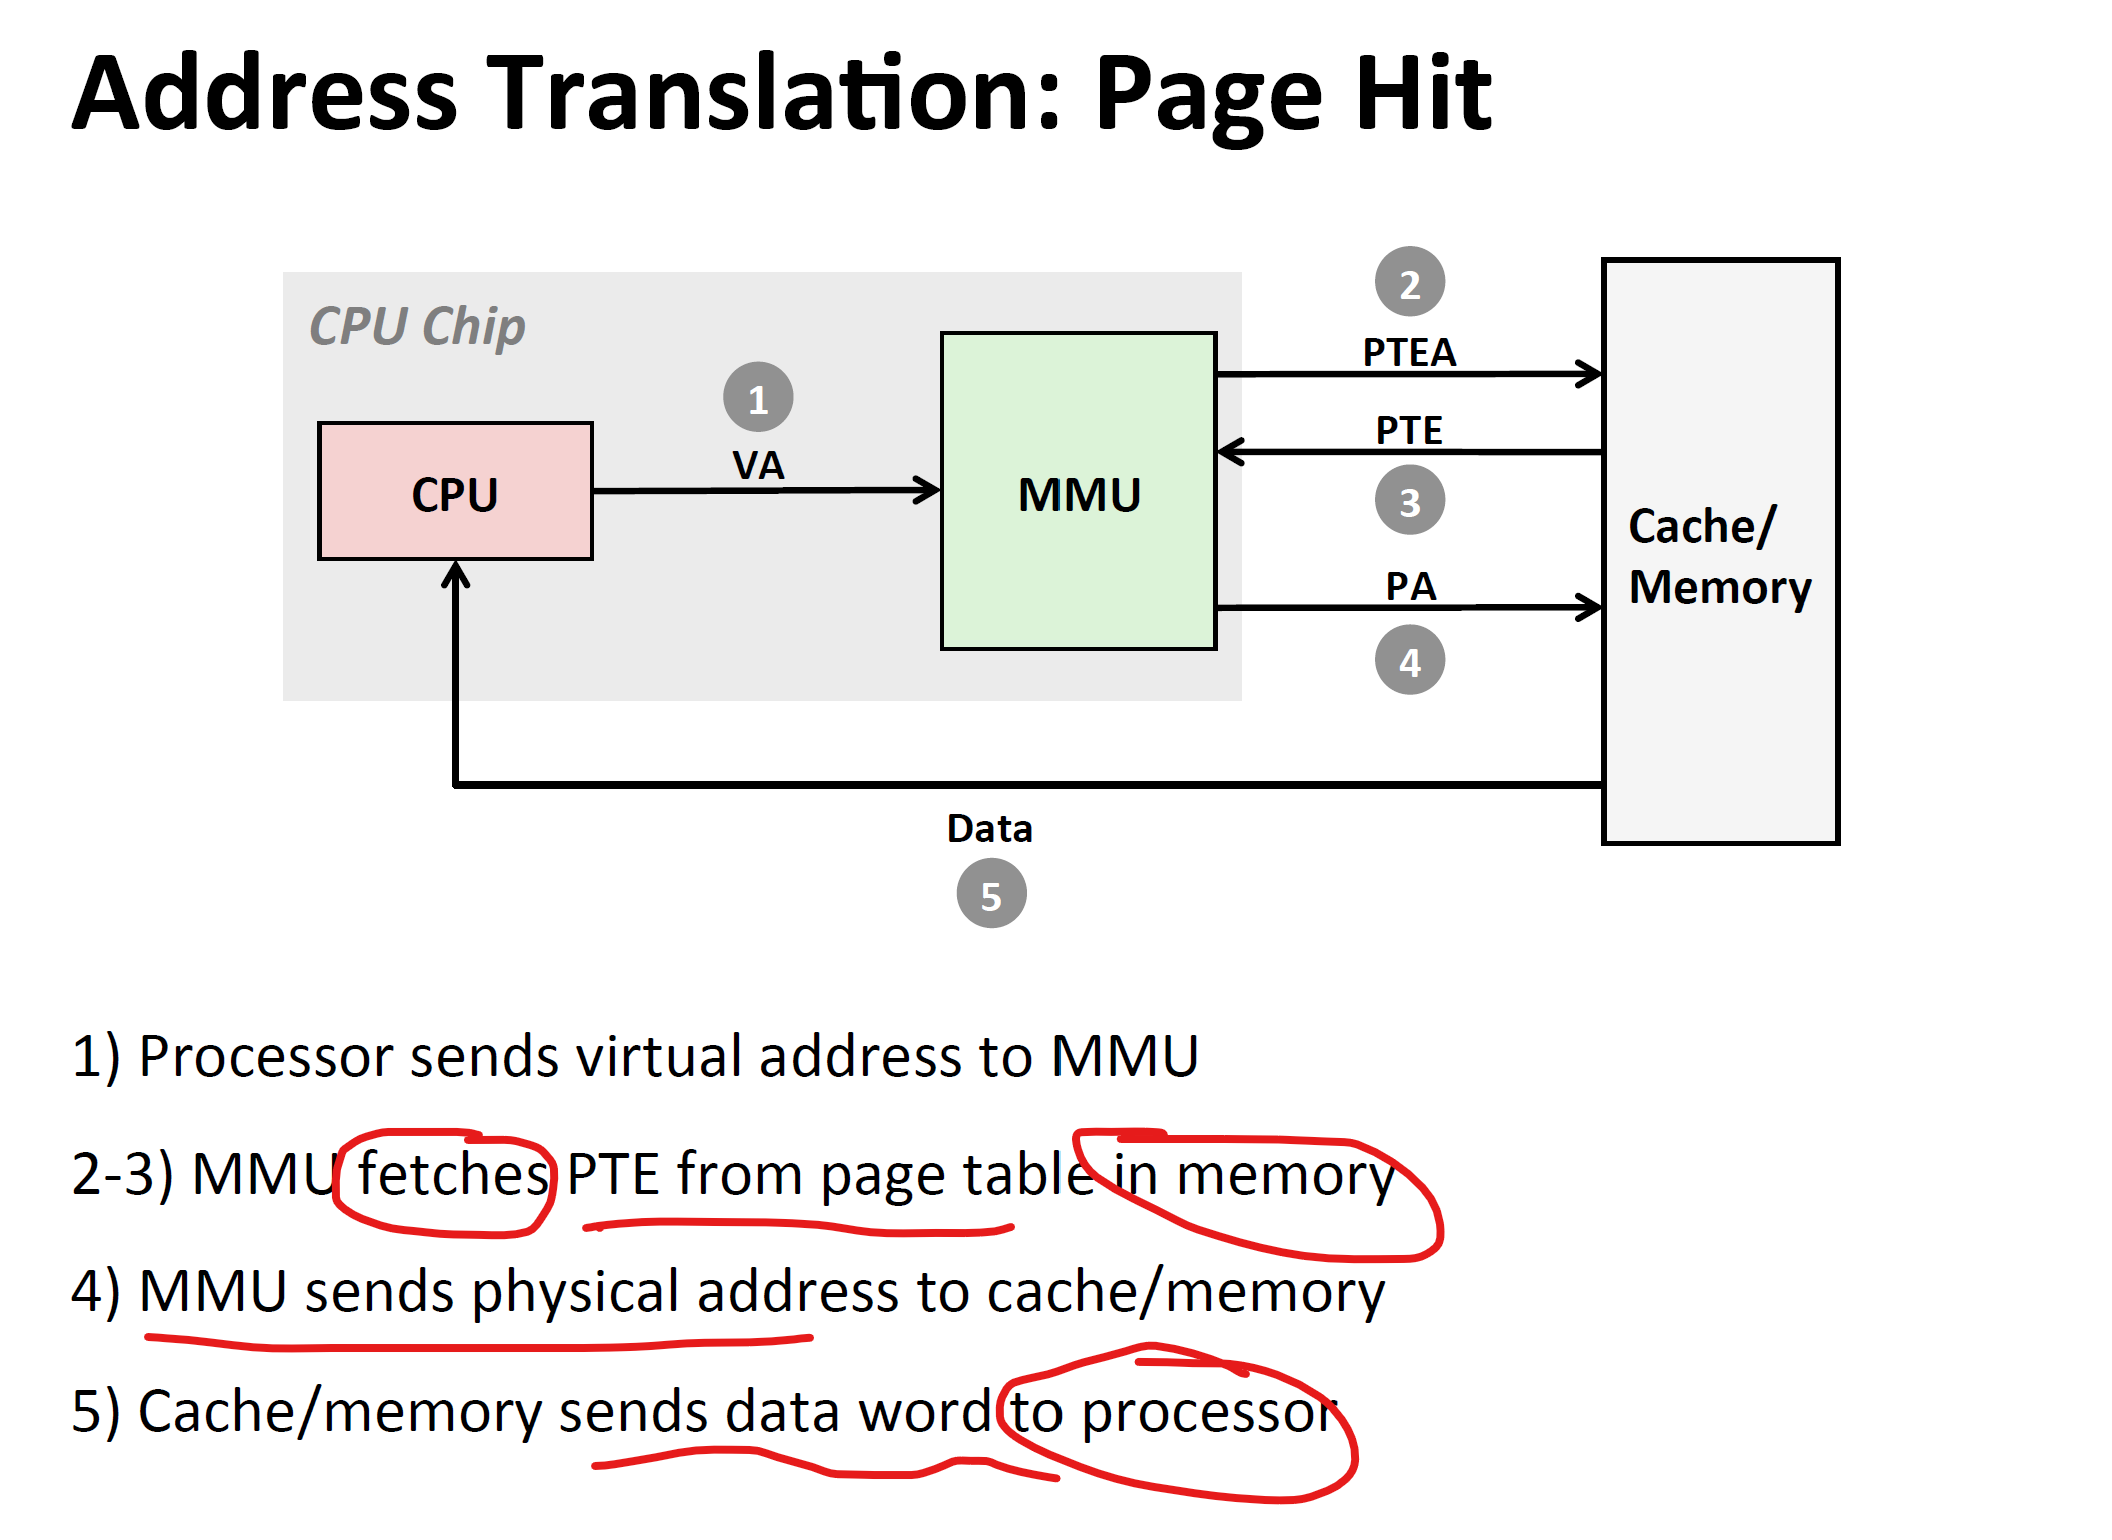 Address Translation: Page Hit
CPU Chip
2
PTEA
1
VA
PTE
CPU
MMU
3
Cache/
Memory
PA
4
Data
5
1) Processor sends virtual address to MMU
2-3) MMU fetches PTE from page table in memory
4) MMU sends physical address to cache/memory
5) Cache/memory sends data word to processor